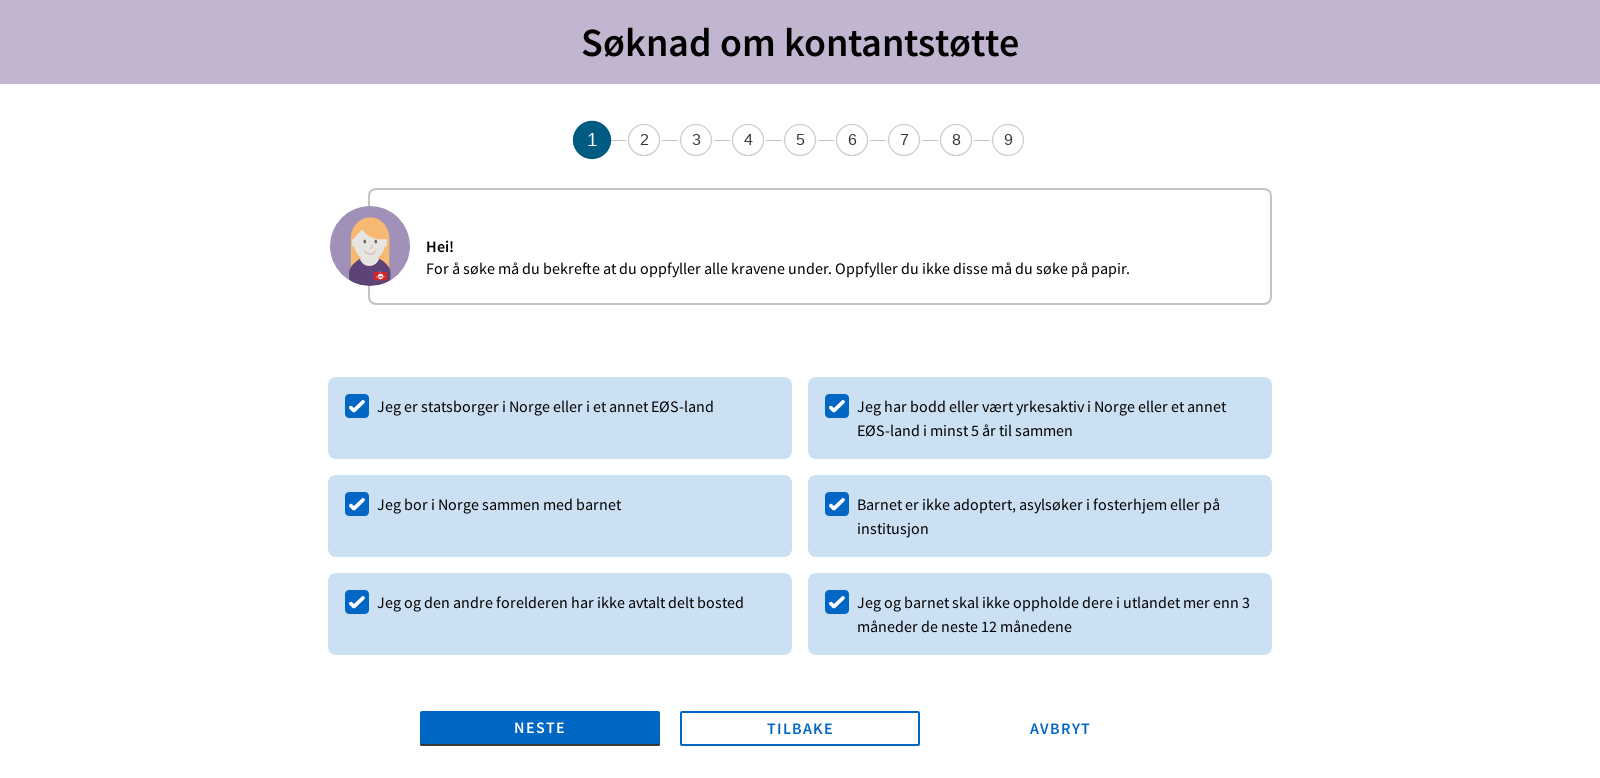 Søknad om kontantstøtte
1 2 3 4 5 6 7 8 9
Hei!
For å søke må du bekrefte at du oppfyller alle kravene under. Oppfyller du ikke disse må du søke på papir.
Jeg er statsborger i Norge eller i et annet EØS-land
Jeg har bodd eller vært yrkesaktiv i Norge eller et annet
EØS-land i minst 5 år til sammen
Jeg bor i Norge sammen med barnet
Barnet er ikke adoptert, asylsøker i fosterhjem eller på
institusjon
Jeg og den andre forelderen har ikke avtalt delt bosted
Jeg og barnet skal ikke oppholde dere i utlandet mer enn 3
måneder de neste 12 månedene
NESTE
TILBAKE
AVBRYT